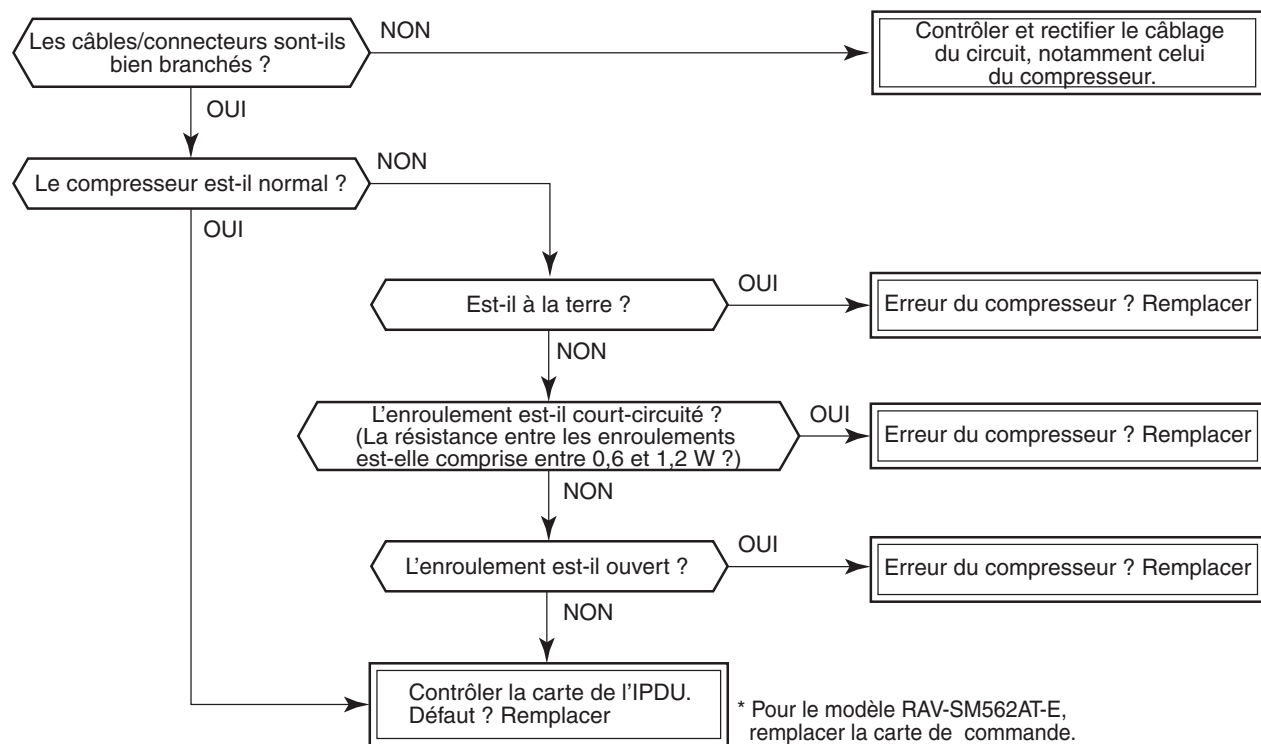 Les câbles/connecteurs sont-ils
bien branchés ?
NON
Contrôler et rectifier le câblage
du circuit, notamment celui
du compresseur.
OUI
Le compresseur est-il normal ?
NON
OUI
Est-il à la terre ?
OUI
Erreur du compresseur ? Remplacer
NON
L'enroulement est-il court-circuité ?
(La résistance entre les enroulements
est-elle comprise entre 0,6 et 1,2 W ?)
OUI
Erreur du compresseur ? Remplacer
NON
L'enroulement est-il ouvert ?
OUI
Erreur du compresseur ? Remplacer
NON
Contrôler la carte de l'IPDU.
Défaut ? Remplacer
* Pour le modèle RAV-SM562AT-E,
remplacer la carte de commande.